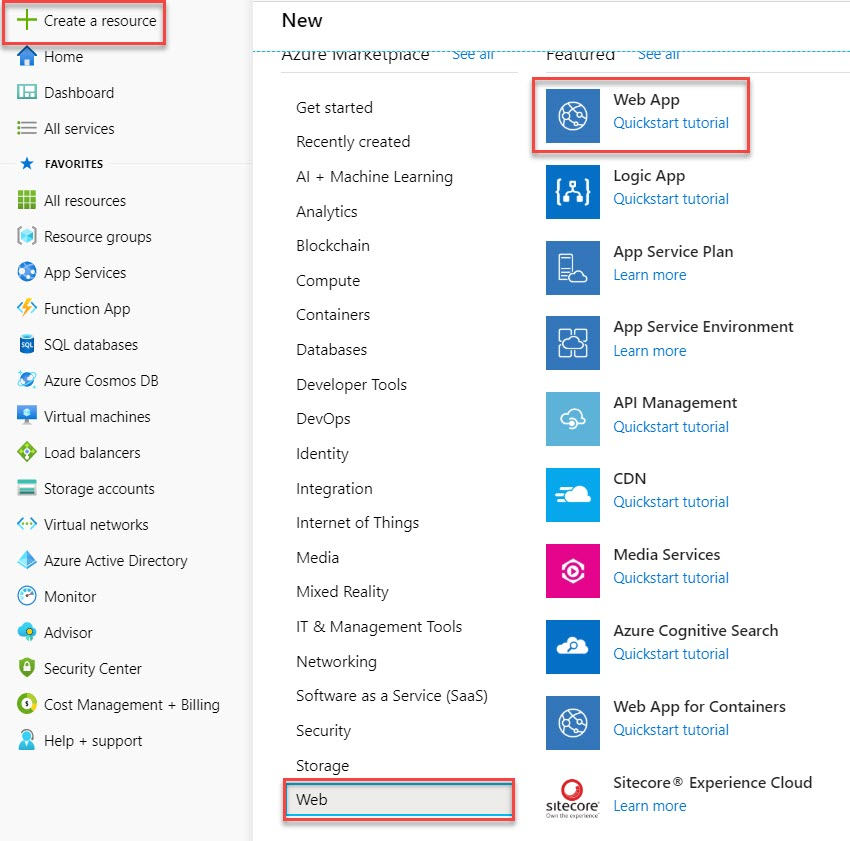 Create a resource
Home
Dashboard
All services
FAVORITES
All resources
Resource groups
App Services
Function App
SQL
SQL databases
Azure Cosmos DB
Virtual machines
Load balancers
Storage accounts
Virtual networks
Azure Active Directory
Monitor
Advisor
Security Center
Cost Management + Billing
Help + support
New
Azure Marketplace See all
Get started
Recently created
AI + Machine Learning
Analytics
Blockchain
Compute
Containers
Databases
Developer Tools
DevOps
Identity
Integration
Internet of Things
Media
Mixed Reality
IT & Management Tools
Networking
Software as a Service (SaaS)
Security
Storage
Web
Featured See all
Web App
Quickstart tutorial
Logic App
Quickstart tutorial
App Service Plan
Learn more
App Service Environment
Learn more
API Management
Quickstart tutorial
CDN
Quickstart tutorial
Media Services
Quickstart tutorial
Azure Cognitive Search
Quickstart tutorial
Web App for Containers
Quickstart tutorial
sitecore
Own the experience
Sitecore® Experience Cloud
Learn more